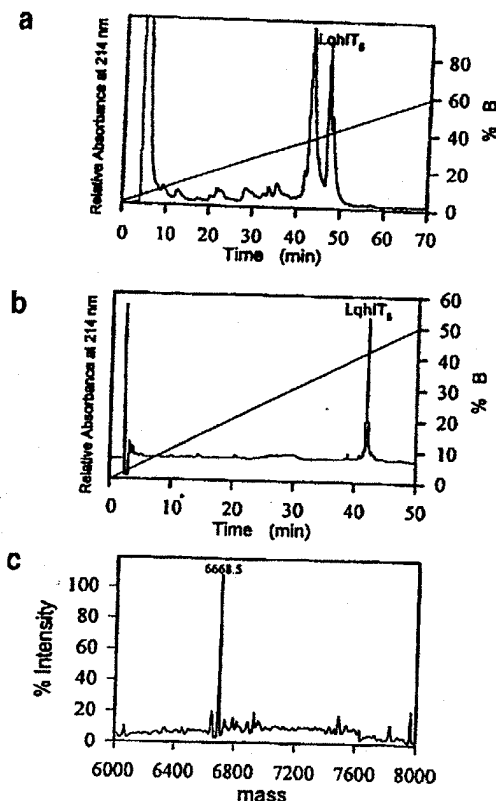 a
LqhIT5
Relative Absorbance at 214 nm
80
60
40
20
0
% B
0 10 20 30 40 50 60 70
Time (min)
b
LqhIT5
Relative Absorbance at 214 nm
60
50
40
30
20
10
0
% B
0 10 20 30 40 50
Time (min)
c
6668.5
% Intensity
100
80
60
40
20
0
6000 6400 6800 7200 7600 8000
mass